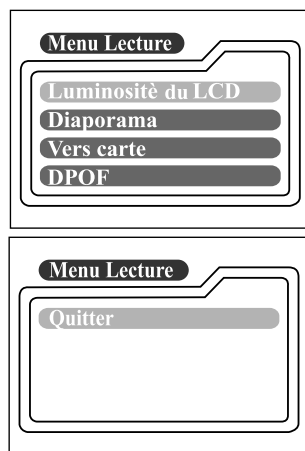 Menu Lecture
Luminositè du LCD
Diaporama
Vers carte
DPOF
Menu Lecture
Quitter